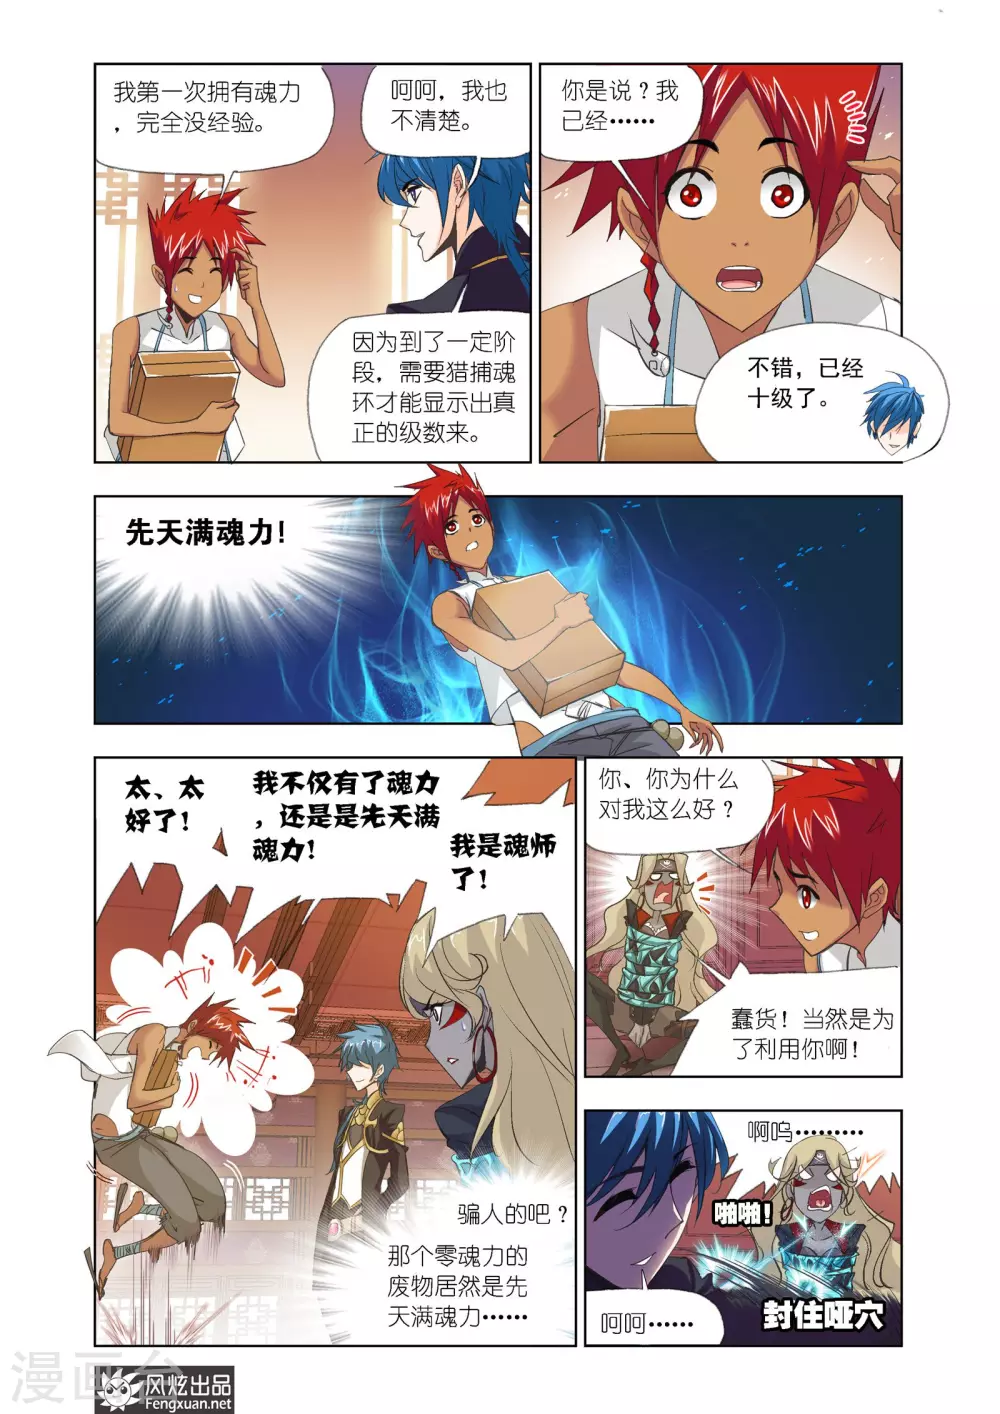 我第一次拥有魂力
，完全没经验。
呵呵，我也
不清楚。
因为到了一定阶
段，需要猎捕魂
环才能显示出真
正的级数来。
你是说？我
已经……
不错，已经
十级了。
先天满魂力！
太、太
好了！
我不仅有了魂力
，还是是先天满
魂力！
我是魂师
了！
骗人的吧？
那个零魂力的
废物居然是先
天满魂力……
你、你为什么
对我这么好？
蠢货！当然是为
了利用你啊！
啊呜………
啪啪！
封住哑穴
呵呵……
漫画台
风炫出品
Fengxuan.net